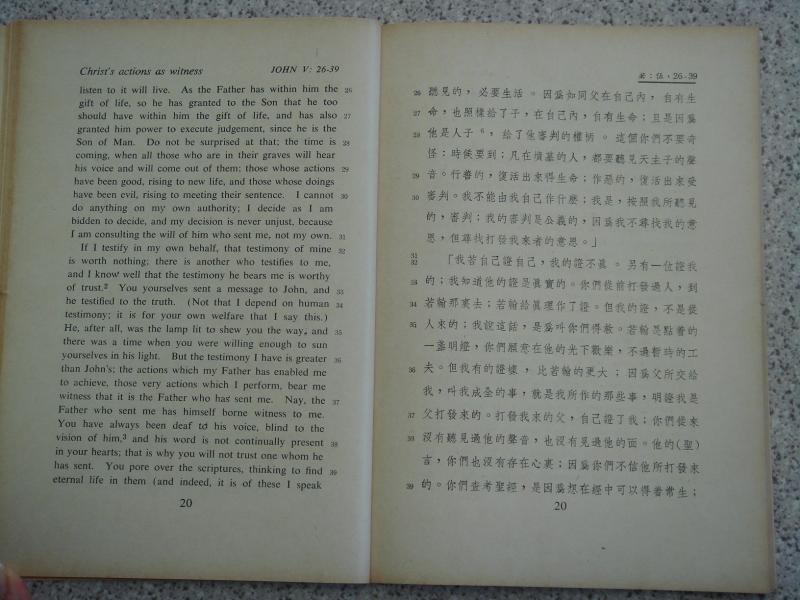 Christ's actions as witness JOHN V: 26-39
listen to it will live. As the Father has within him the 26
gift of life, so he has granted to the Son that he too
should have within him the gift of life, and has also 27
granted him power to execute judgement, since he is the
Son of Man. Do not be surprised at that; the time is 28
coming, when all those who are in their graves will hear
his voice and will come out of them; those whose actions 29
have been good, rising to new life, and those whose doings
have been evil, rising to meet their sentence. I cannot 30
do anything on my own authority; I decide as I am
bidden to decide, and my decision is never unjust, because
I am consulting the will of him who sent me, not my own. 31
If I testify in my own behalf, that testimony of mine 32
is worth nothing; there is another who testifies to me,
and I know well that the testimony he bears me is worthy
of trust.² You yourselves sent a message to John, and 33
he testified to the truth. (Not that I depend on human 34
testimony; it is for your own welfare that I say this.)
He, after all, was the lamp lit to shew you the way, and 35
there was a time when you were willing enough to sun
yourselves in his light. But the testimony I have is greater 36
than John's; the actions which my Father has enabled me
to achieve, those very actions which I perform, bear me
witness that it is the Father who has sent me. Nay, the 37
Father who sent me has himself borne witness to me.
You have always been deaf to his voice, blind to the
vision of him,³ and his word is not continually present 38
in your hearts; that is why you will not trust one whom he
has sent. You pore over the scriptures, thinking to find 39
eternal life in them (and indeed, it is of these I speak
20
若：伍，26-39
26 聽見的，必要生活。因爲如同父在自己內，自有生
27 命，也照樣給了子，在自己內，自有生命；且是因爲
28 他是人子⁶，給了他審判的權柄。這個你們不要奇
怪：時候要到；凡在墳墓的人，都要聽見天主子的聲
29 音。行善的，復活出來得生命；作惡的，復活出來受
30 審判。我不能由我自己作什麼；我是，按照我所聽見
的，審判；我的審判是公義的，因爲我不尋找我的意
思，但尋找打發我來者的意思。」
31
32 「我若自己證自己，我的證不眞。另有一位證我
33 的；我知道他的證是眞實的。你們從前打發過人，到
34 若翰那裏去；若翰給眞理作了證。但我的證，不是從
35 人來的；我說這話，是爲叫你們得救。若翰是點着的
一盞明燈，你們願意在他的光下歡樂，不過暫時的工
36 夫。但我有的證據，比若翰的更大；因爲父所交給
我，叫我成全的事，就是我所作的那些事，明證我是
37 父打發來的。打發我來的父，自己證了我；你們從來
38 沒有聽見過他的聲音，也沒有見過他的面。他的(聖)
言，你們也沒有存在心裏；因爲你們不信他所打發來
39 的。你們查考聖經，是因爲想在經中可以得着常生；
20